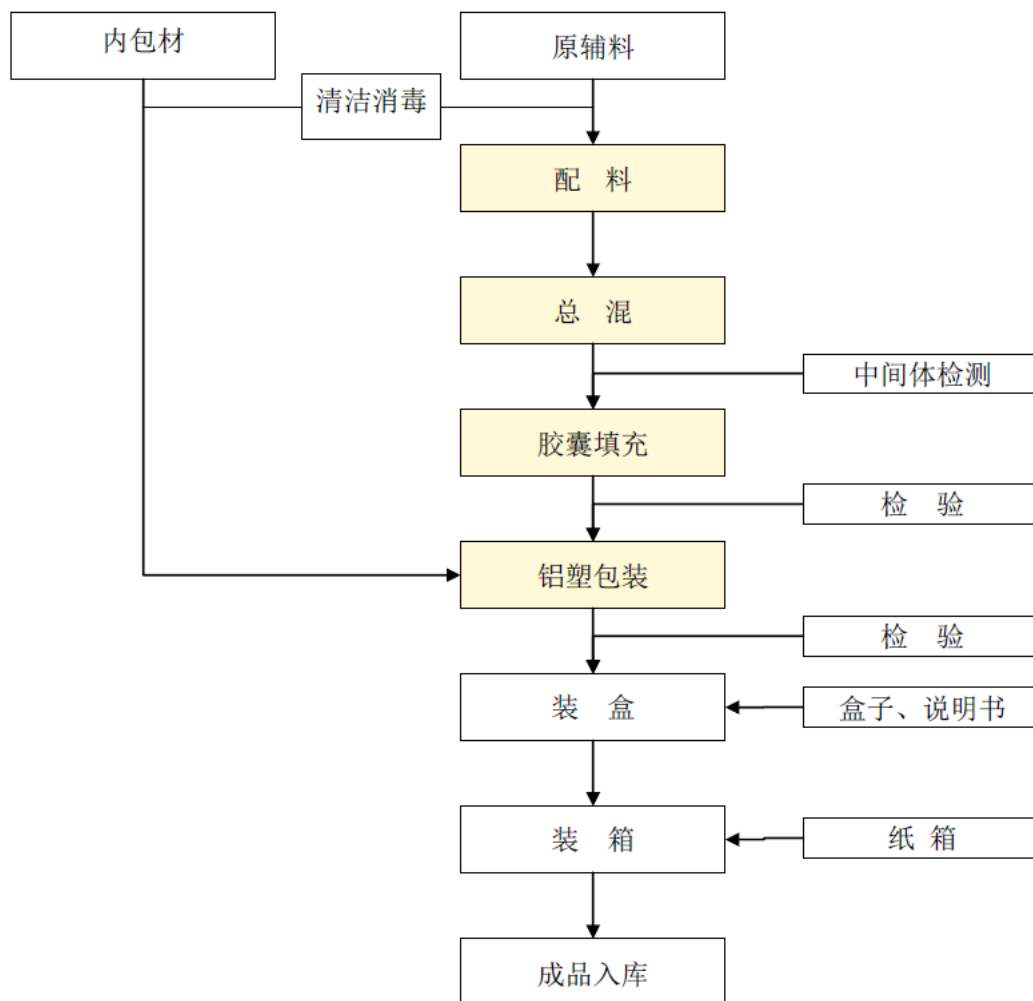 内包材
原辅料
清洁消毒
配 料
总 混
中间体检测
胶囊填充
检 验
铝塑包装
检 验
装 盒
盒子、说明书
装 箱
纸 箱
成品入库